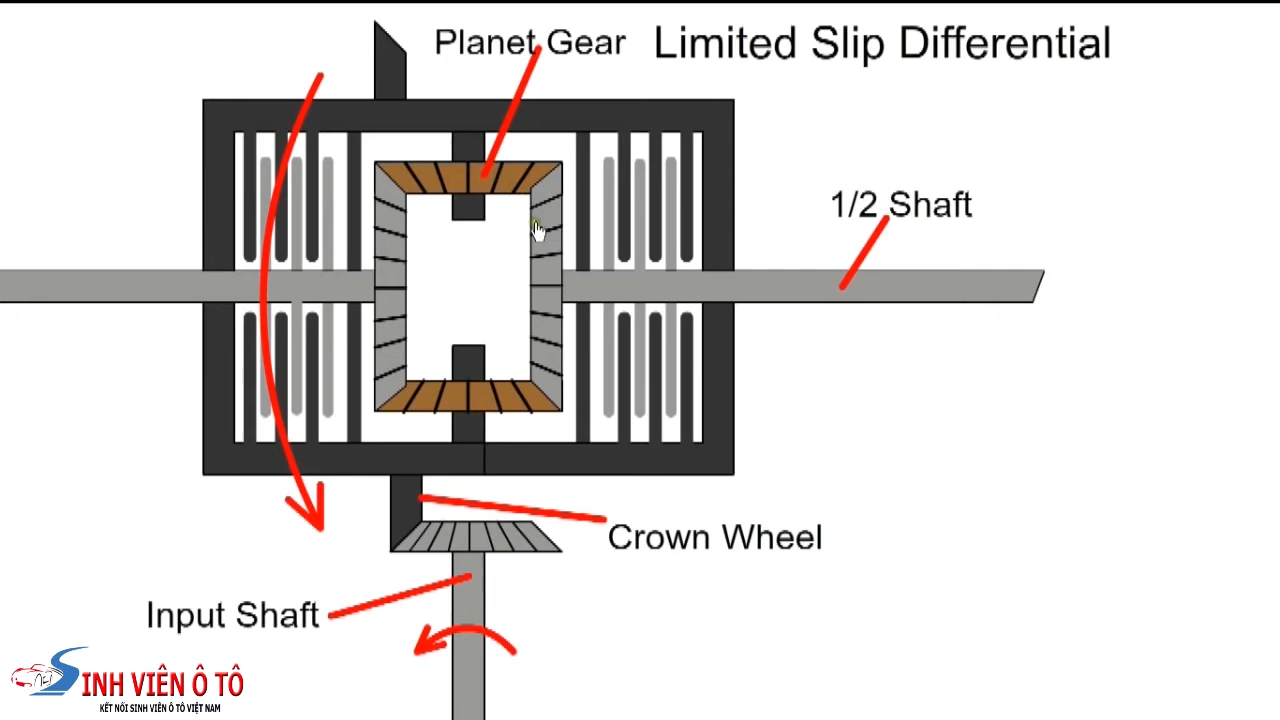 Planet Gear
Limited Slip Differential
1/2 Shaft
Crown Wheel
Input Shaft
SINH VIÊN Ô TÔ
KẾT NỐI SINH VIÊN Ô TÔ VIỆT NAM